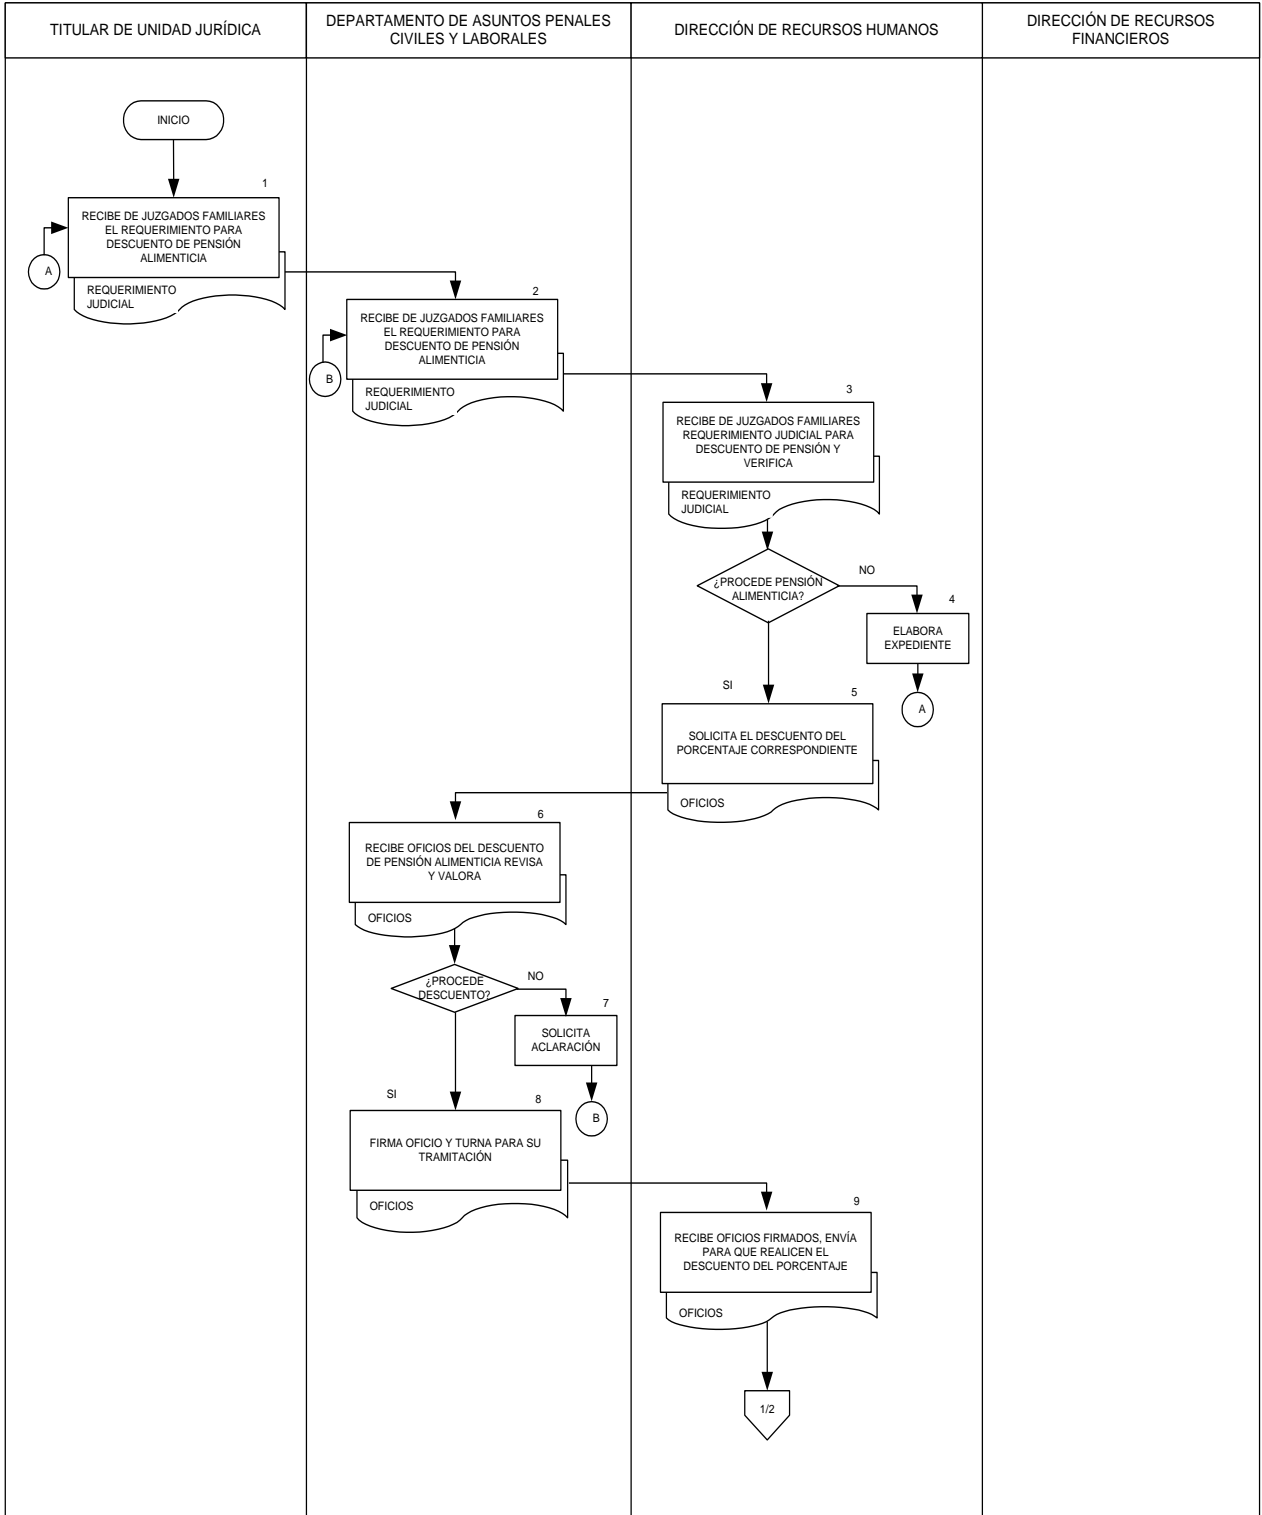 TITULAR DE UNIDAD JURÍDICA
DEPARTAMENTO DE ASUNTOS PENALES
CIVILES Y LABORALES
DIRECCIÓN DE RECURSOS HUMANOS
DIRECCIÓN DE RECURSOS
FINANCIEROS
INICIO
1
RECIBE DE JUZGADOS FAMILIARES
EL REQUERIMIENTO PARA
DESCUENTO DE PENSIÓN
ALIMENTICIA
A
REQUERIMIENTO
JUDICIAL
2
RECIBE DE JUZGADOS FAMILIARES
EL REQUERIMIENTO PARA
DESCUENTO DE PENSIÓN
ALIMENTICIA
B
REQUERIMIENTO
JUDICIAL
3
RECIBE DE JUZGADOS FAMILIARES
REQUERIMIENTO JUDICIAL PARA
DESCUENTO DE PENSIÓN Y
VERIFICA
REQUERIMIENTO
JUDICIAL
¿PROCEDE PENSIÓN
ALIMENTICIA?
NO
4
ELABORA
EXPEDIENTE
A
SI
5
SOLICITA EL DESCUENTO DEL
PORCENTAJE CORRESPONDIENTE
OFICIOS
6
RECIBE OFICIOS DEL DESCUENTO
DE PENSIÓN ALIMENTICIA REVISA
Y VALORA
OFICIOS
¿PROCEDE
DESCUENTO?
NO
7
SOLICITA
ACLARACIÓN
B
SI
8
FIRMA OFICIO Y TURNA PARA SU
TRAMITACIÓN
OFICIOS
9
RECIBE OFICIOS FIRMADOS, ENVÍA
PARA QUE REALICEN EL
DESCUENTO DEL PORCENTAJE
OFICIOS
1/2